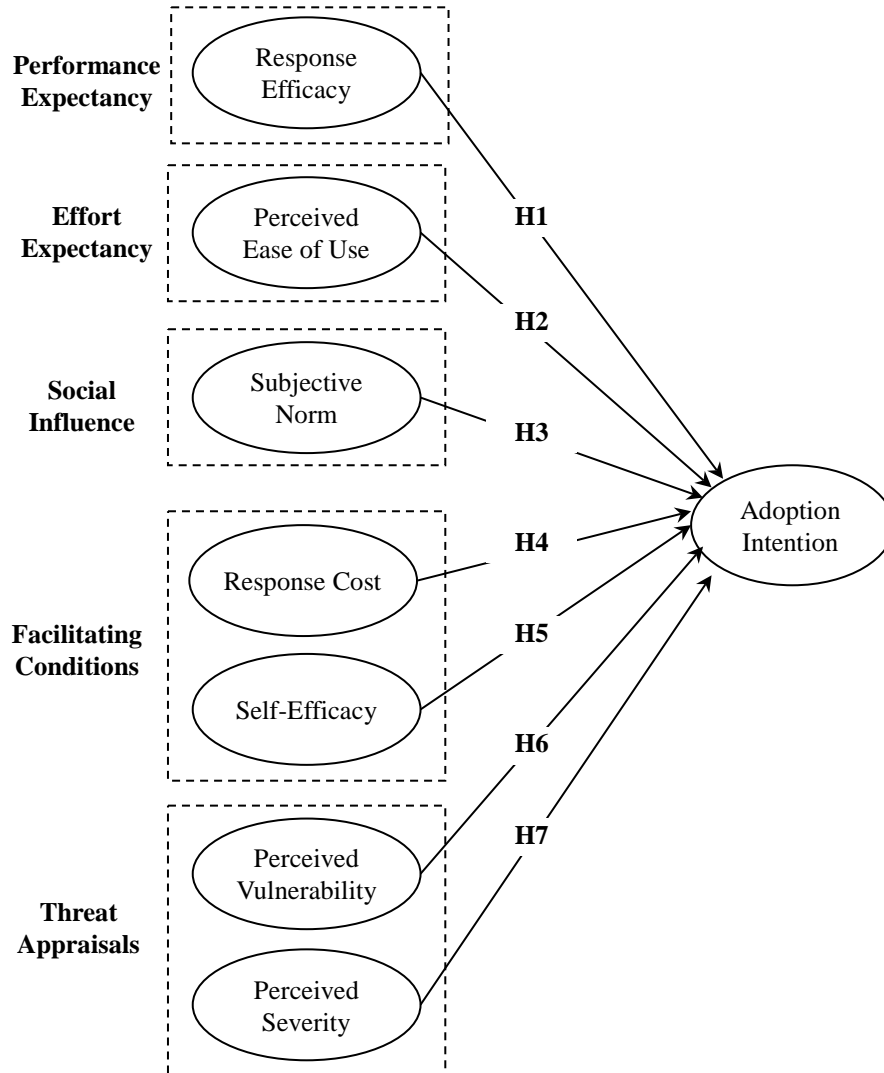 Performance
Expectancy
Response
Efficacy
H1
Effort
Expectancy
Perceived
Ease of Use
H2
Social
Influence
Subjective
Norm
H3
Adoption
Intention
Facilitating
Conditions
Response Cost
H4
Self-Efficacy
H5
Threat
Appraisals
Perceived
Vulnerability
H6
Perceived
Severity
H7